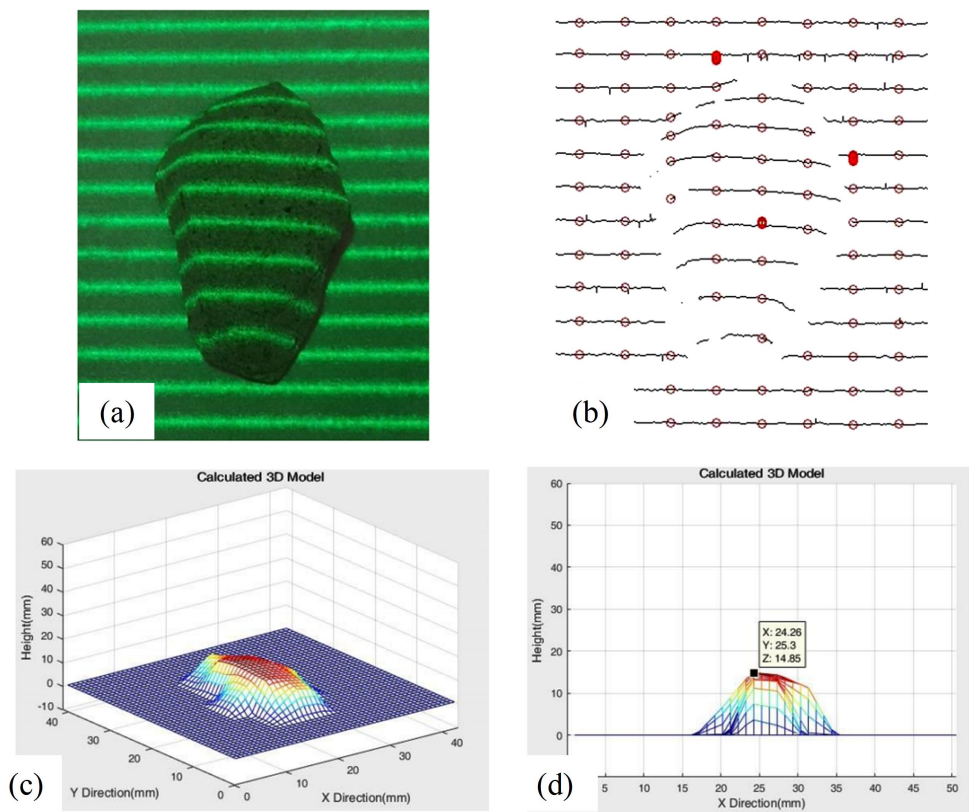 (a)
(b)
Calculated 3D Model
60
50
40
30
20
10
0
-10
Height(mm)
40
30
20
10
0
Y Direction(mm)
0
10
20
30
40
X Direction(mm)
(c)
Calculated 3D Model
60
50
40
30
20
10
0
Height(mm)
X: 24.26
Y: 25.3
Z: 14.85
5 10 15 20 25 30 35 40 45 50
X Direction(mm)
(d)